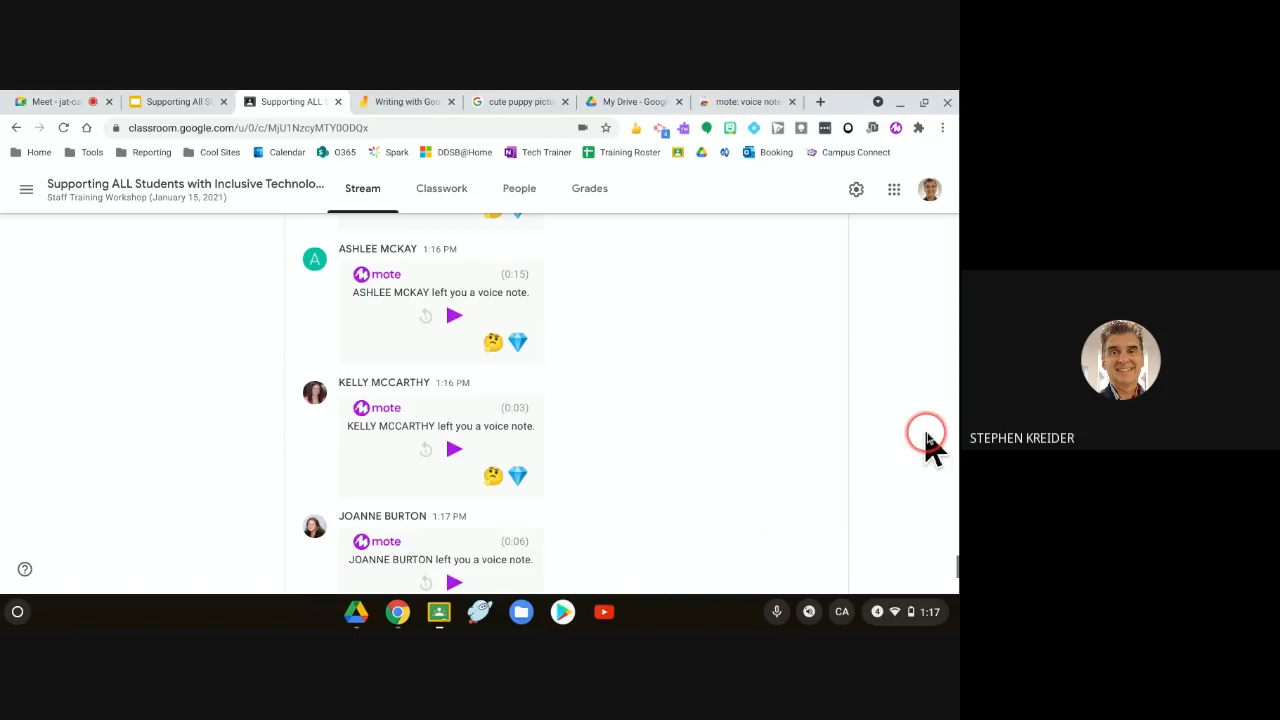 Meet - jat-ca
Supporting All St
Supporting ALL S
Writing with Goo
cute puppy pictu
My Drive - Google
mote: voice note
classroom.google.com/u/0/c/MjU1NzcyMTY0ODQx
Home
Tools
Reporting
Cool Sites
Calendar
O365
Spark
DDSB@Home
Tech Trainer
Training Roster
Booking
Campus Connect
Supporting ALL Students with Inclusive Technolo...
Staff Training Workshop (January 15, 2021)
Stream
Classwork
People
Grades
A
ASHLEE MCKAY 1:16 PM
mote (0:15)
ASHLEE MCKAY left you a voice note.
KELLY MCCARTHY 1:16 PM
mote (0:03)
KELLY MCCARTHY left you a voice note.
STEPHEN KREIDER
JOANNE BURTON 1:17 PM
mote (0:06)
JOANNE BURTON left you a voice note.
CA
4
1:17